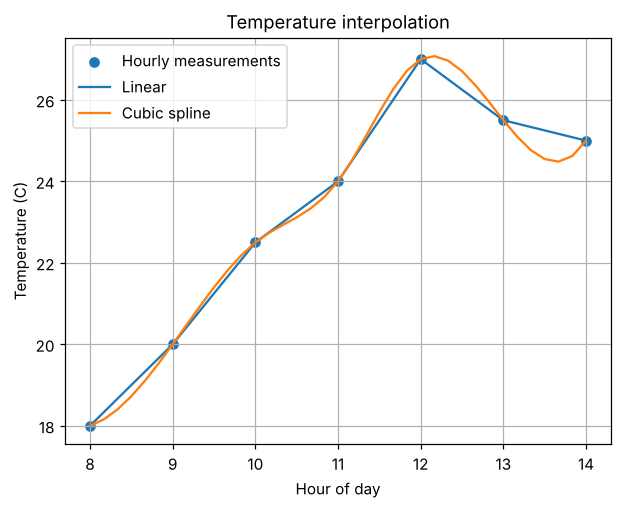 Temperature interpolation
Hourly measurements
Linear
Cubic spline
Temperature (C)
26
24
22
20
18
8 9 10 11 12 13 14
Hour of day